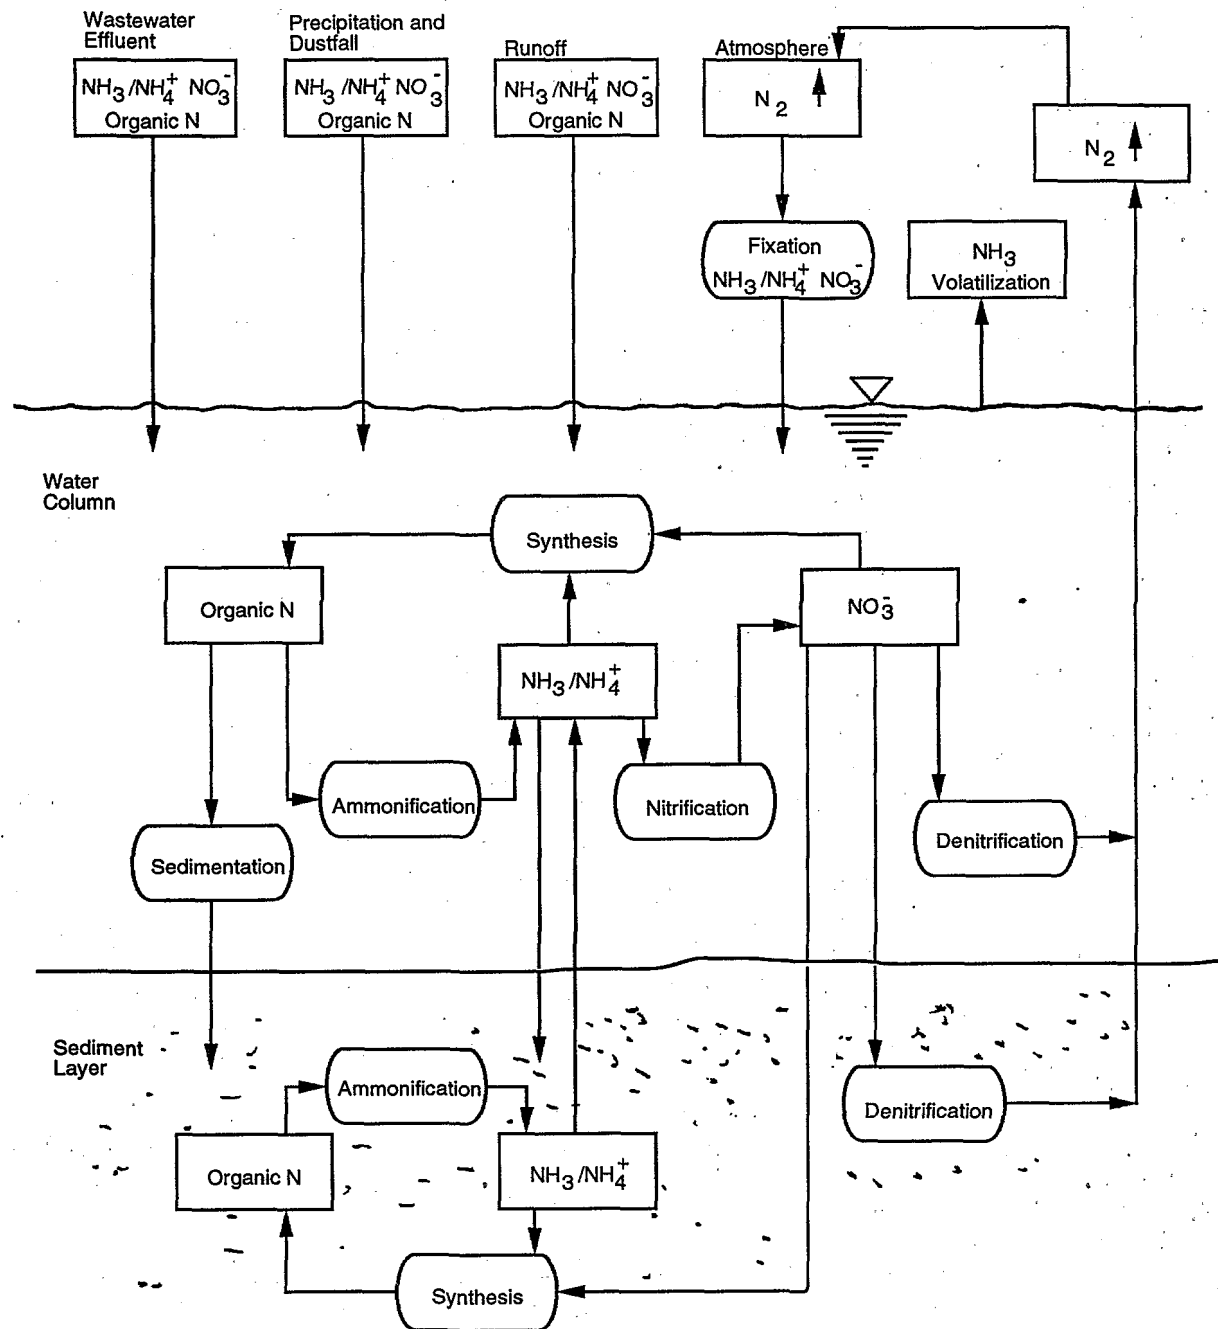 Wastewater
Effluent
NH3/NH4+ NO3-
Organic N
Precipitation and
Dustfall
NH3/NH4+ NO3-
Organic N
Runoff
NH3/NH4+ NO3-
Organic N
Atmosphere
N2
N2
Fixation
NH3/NH4+ NO3-
NH3
Volatilization
Water
Column
Synthesis
Organic N
NO3-
NH3/NH4+
Ammonification
Nitrification
Denitrification
Sedimentation
Sediment
Layer
Ammonification
Denitrification
Organic N
NH3/NH4+
Synthesis